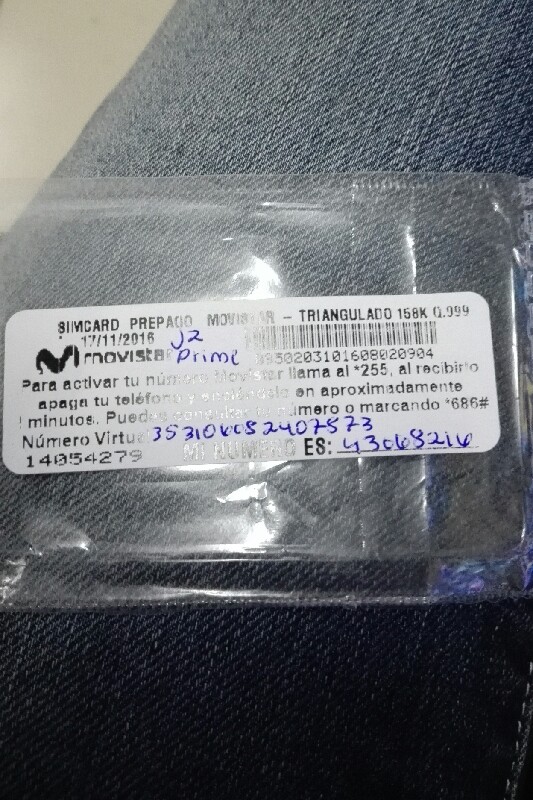 SIMCARD PREPAGO MOVISTAR - TRIANGULADO 158K Q.999
17/11/2016 J2
movistar Prime 8950203101608020904
Para activar tu número Movistar llama al *255, al recibirlo
apaga tu teléfono y enciéndelo en aproximadamente
minutos. Puedes consultar tu número o marcando *686#
Número Virtual
14054279 MI NUMERO ES: 43068216